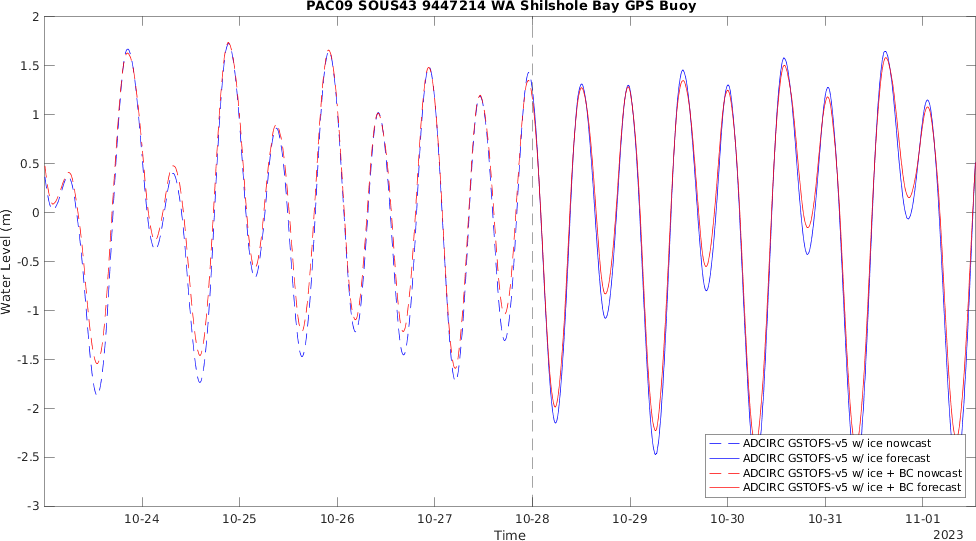 PAC09 SOUS43 9447214 WA Shilshole Bay GPS Buoy
2
1.5
1
0.5
0
-0.5
-1
-1.5
-2
-2.5
-3
Water Level (m)
ADCIRC GSTOFS-v5 w/ ice nowcast
ADCIRC GSTOFS-v5 w/ ice forecast
ADCIRC GSTOFS-v5 w/ ice + BC nowcast
ADCIRC GSTOFS-v5 w/ ice + BC forecast
10-24 10-25 10-26 10-27 10-28 10-29 10-30 10-31 11-01
Time
2023